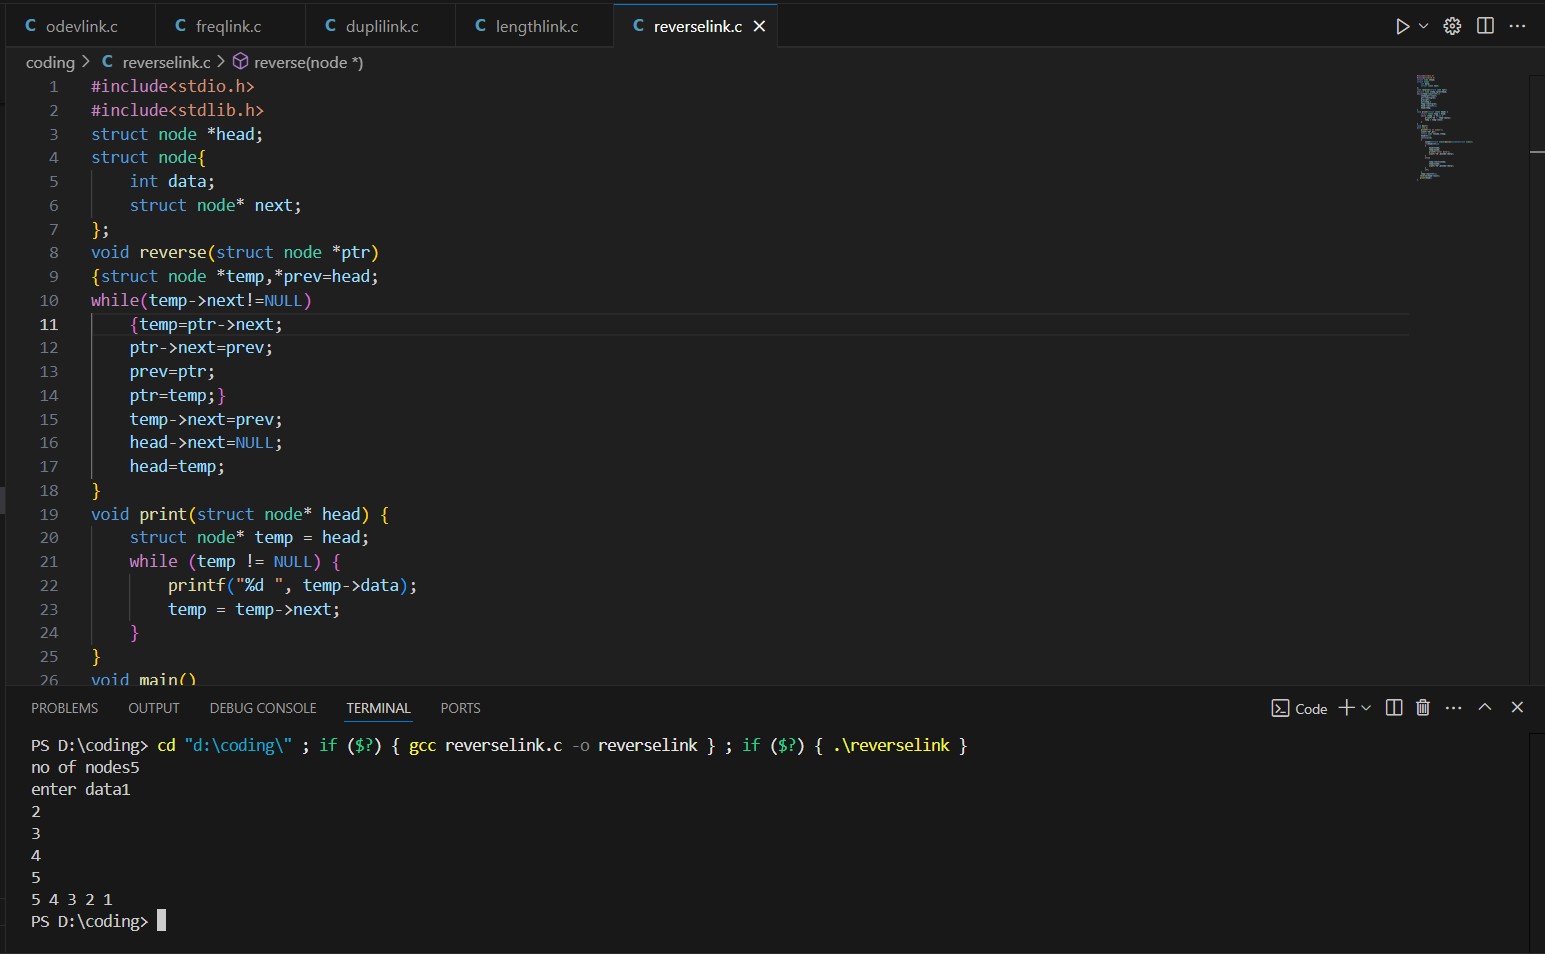 C odevlink.c C freqlink.c C duplilink.c C lengthlink.c C reverselink.c
coding > C reverselink.c > reverse(node *)
1 #include<stdio.h>
2 #include<stdlib.h>
3 struct node *head;
4 struct node{
5 int data;
6 struct node* next;
7 };
8 void reverse(struct node *ptr)
9 {struct node *temp,*prev=head;
10 while(temp->next!=NULL)
11 {temp=ptr->next;
12 ptr->next=prev;
13 prev=ptr;
14 ptr=temp;}
15 temp->next=prev;
16 head->next=NULL;
17 head=temp;
18 }
19 void print(struct node* head) {
20 struct node* temp = head;
21 while (temp != NULL) {
22 printf("%d ", temp->data);
23 temp = temp->next;
24 }
25 }
26 void main()
PROBLEMS OUTPUT DEBUG CONSOLE TERMINAL PORTS Code
PS D:\coding> cd "d:\coding\" ; if ($?) { gcc reverselink.c -o reverselink } ; if ($?) { .\reverselink }
no of nodes5
enter data1
2
3
4
5
5 4 3 2 1
PS D:\coding>